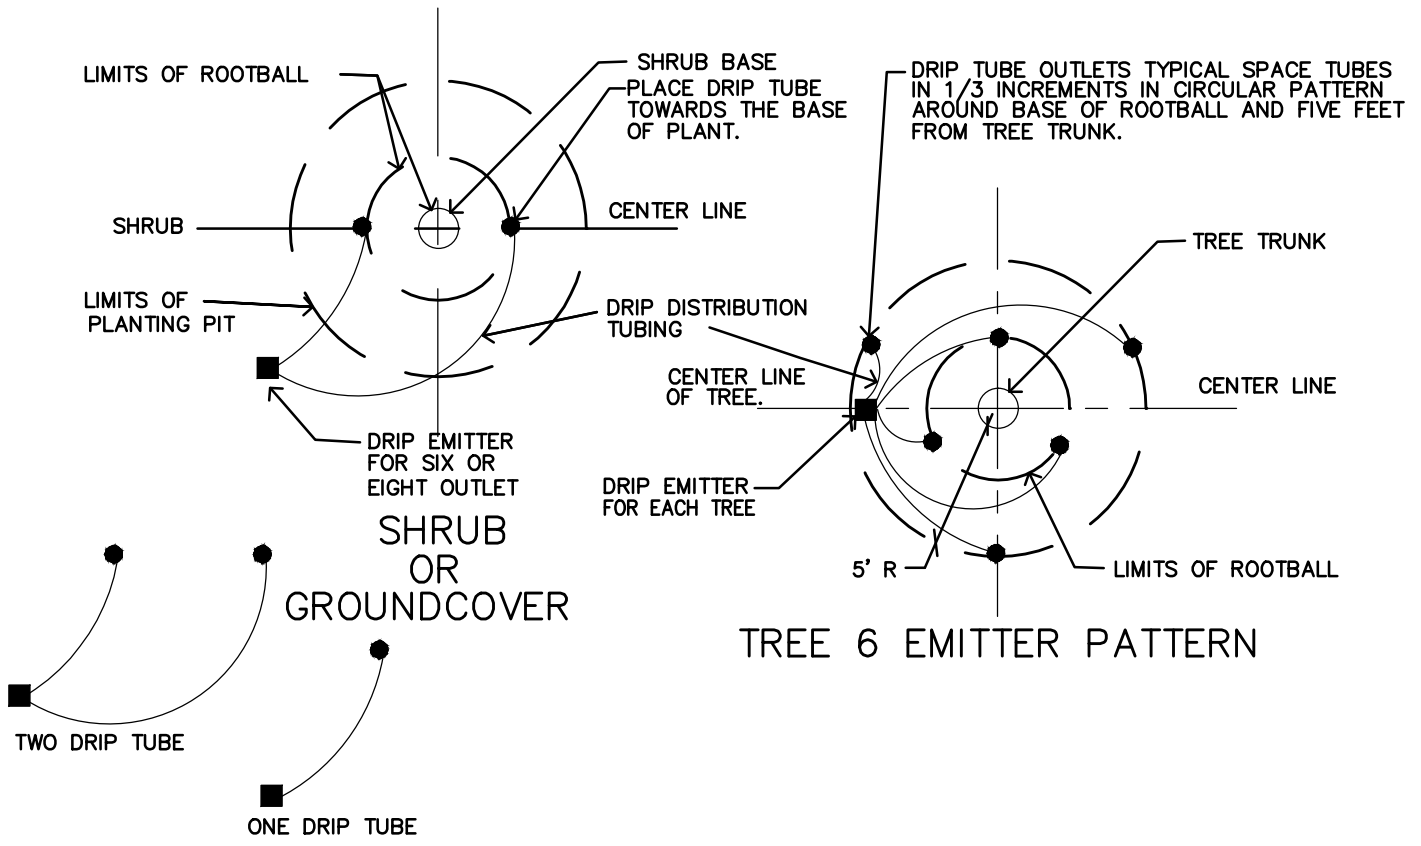 LIMITS OF ROOTBALL
SHRUB BASE
PLACE DRIP TUBE
TOWARDS THE BASE
OF PLANT.
SHRUB
CENTER LINE
LIMITS OF
PLANTING PIT
DRIP DISTRIBUTION
TUBING
DRIP EMITTER
FOR SIX OR
EIGHT OUTLET
SHRUB
OR
GROUNDCOVER
TWO DRIP TUBE
ONE DRIP TUBE
DRIP TUBE OUTLETS TYPICAL SPACE TUBES
IN 1/3 INCREMENTS IN CIRCULAR PATTERN
AROUND BASE OF ROOTBALL AND FIVE FEET
FROM TREE TRUNK.
TREE TRUNK
CENTER LINE
OF TREE.
CENTER LINE
DRIP EMITTER
FOR EACH TREE
5' R
LIMITS OF ROOTBALL
TREE 6 EMITTER PATTERN